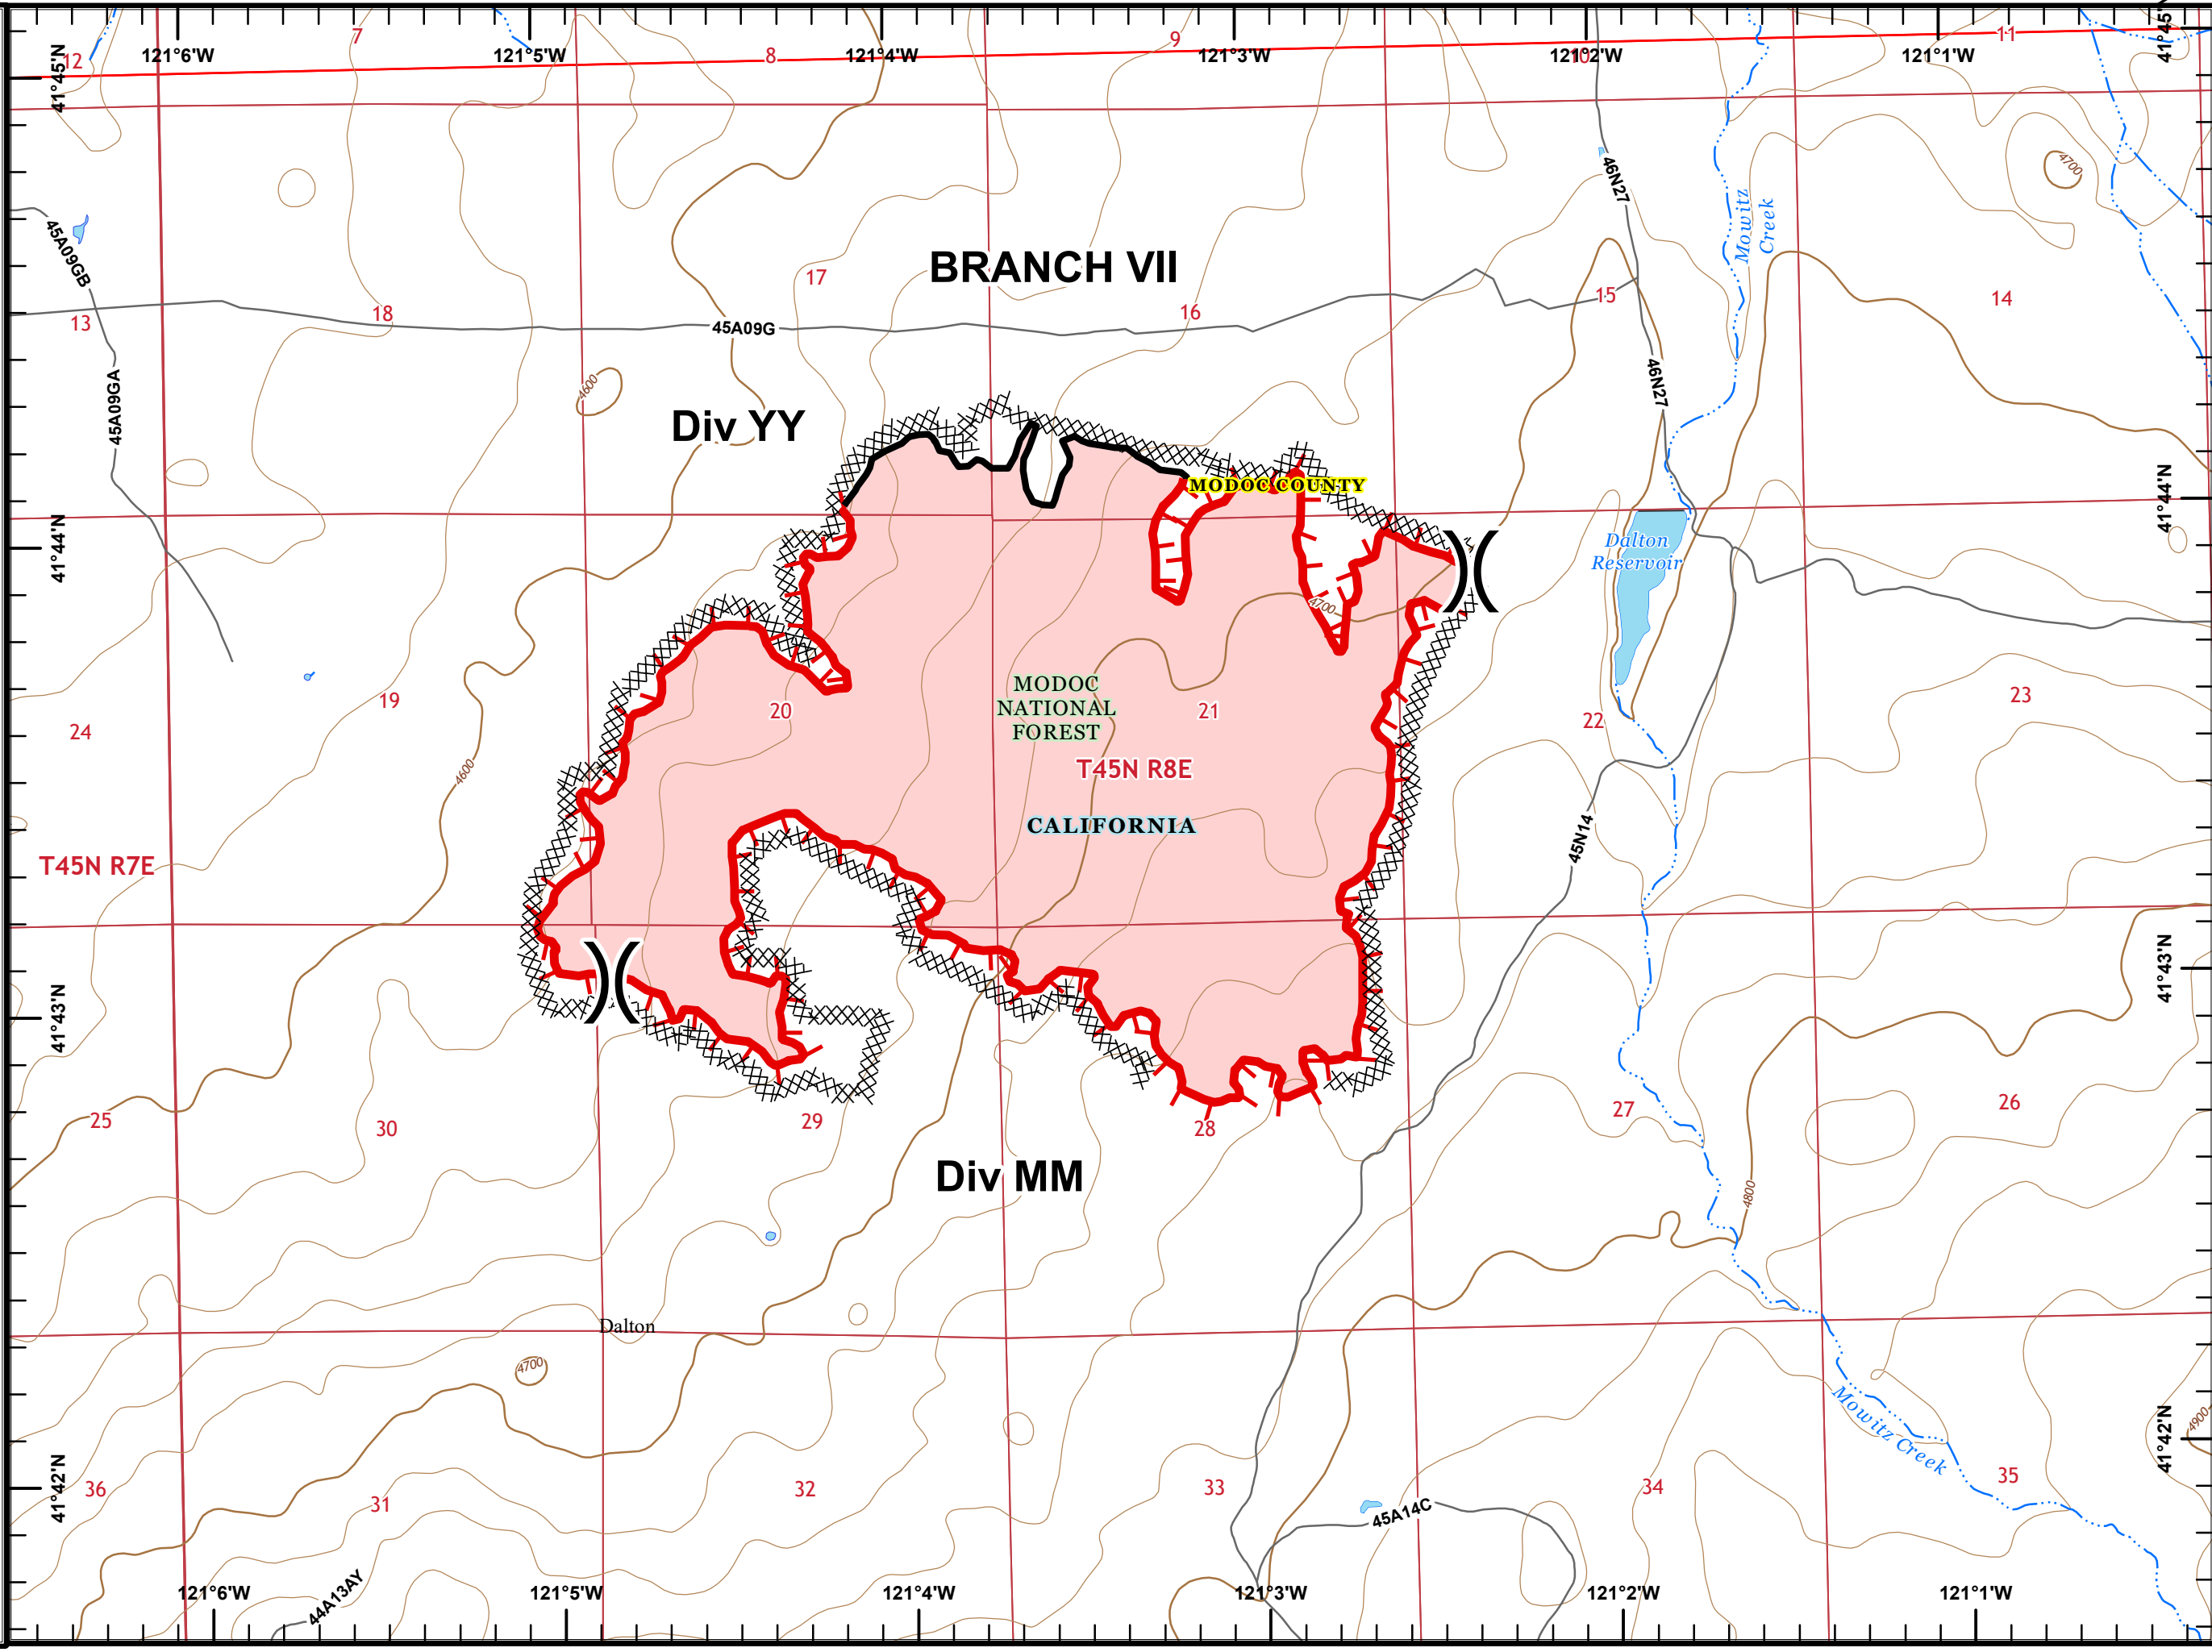 121°6'W
121°5'W
121°4'W
121°3'W
121°2'W
121°1'W
41°45'N
41°45'N
12
7
8
9
10
11
46N27
4700
Mowitz
Creek
45A09GB
BRANCH VII
13
18
17
16
15
14
45A09G
45A09GA
4600
46N27
Div YY
MODOC COUNTY
41°44'N
41°44'N
Dalton
Reservoir
4700
MODOC
NATIONAL
FOREST
24
19
20
21
22
23
4600
T45N R8E
CALIFORNIA
45N14
T45N R7E
41°43'N
41°43'N
25
30
29
28
27
26
Div MM
4800
Dalton
4700
Mowitz Creek
4900
41°42'N
41°42'N
36
31
32
33
34
35
45A14C
44A13AY
121°6'W
121°5'W
121°4'W
121°3'W
121°2'W
121°1'W